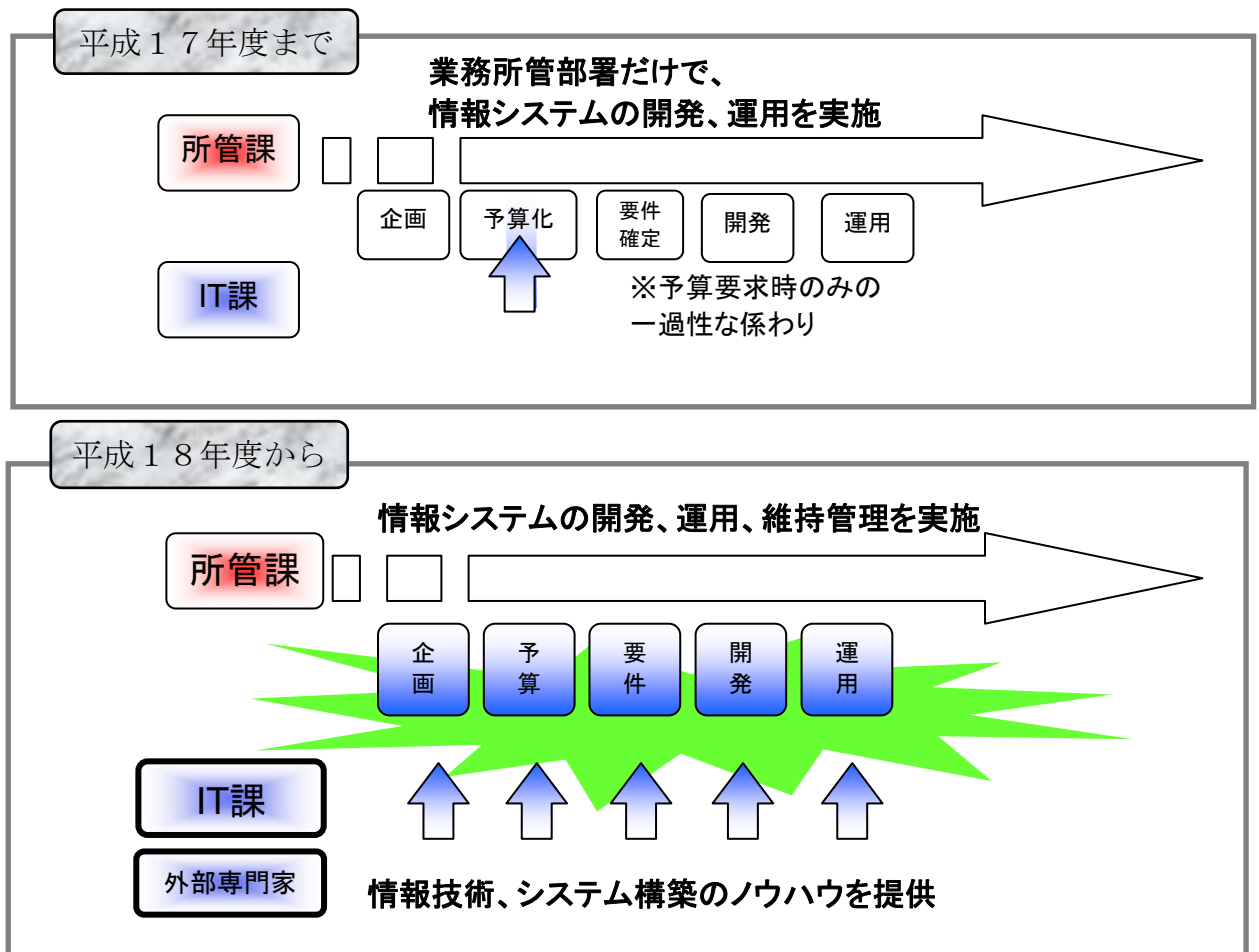 平成１７年度まで
業務所管部署だけで、
情報システムの開発、運用を実施
所管課
企画
予算化
要件
確定
開発
運用
IT課
※予算要求時のみの
一過性な係わり
平成１８年度から
情報システムの開発、運用、維持管理を実施
所管課
企
画
予
算
要
件
開
発
運
用
IT課
外部専門家
情報技術、システム構築のノウハウを提供